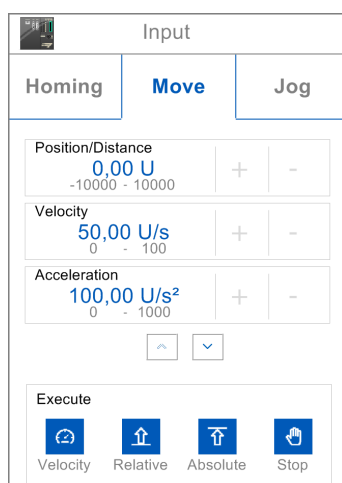 Input
Homing Move Jog
Position/Distance
0,00 U + -
-10000 - 10000
Velocity
50,00 U/s + -
0 - 100
Acceleration
100,00 U/s² + -
0 - 1000
Execute
Velocity Relative Absolute Stop